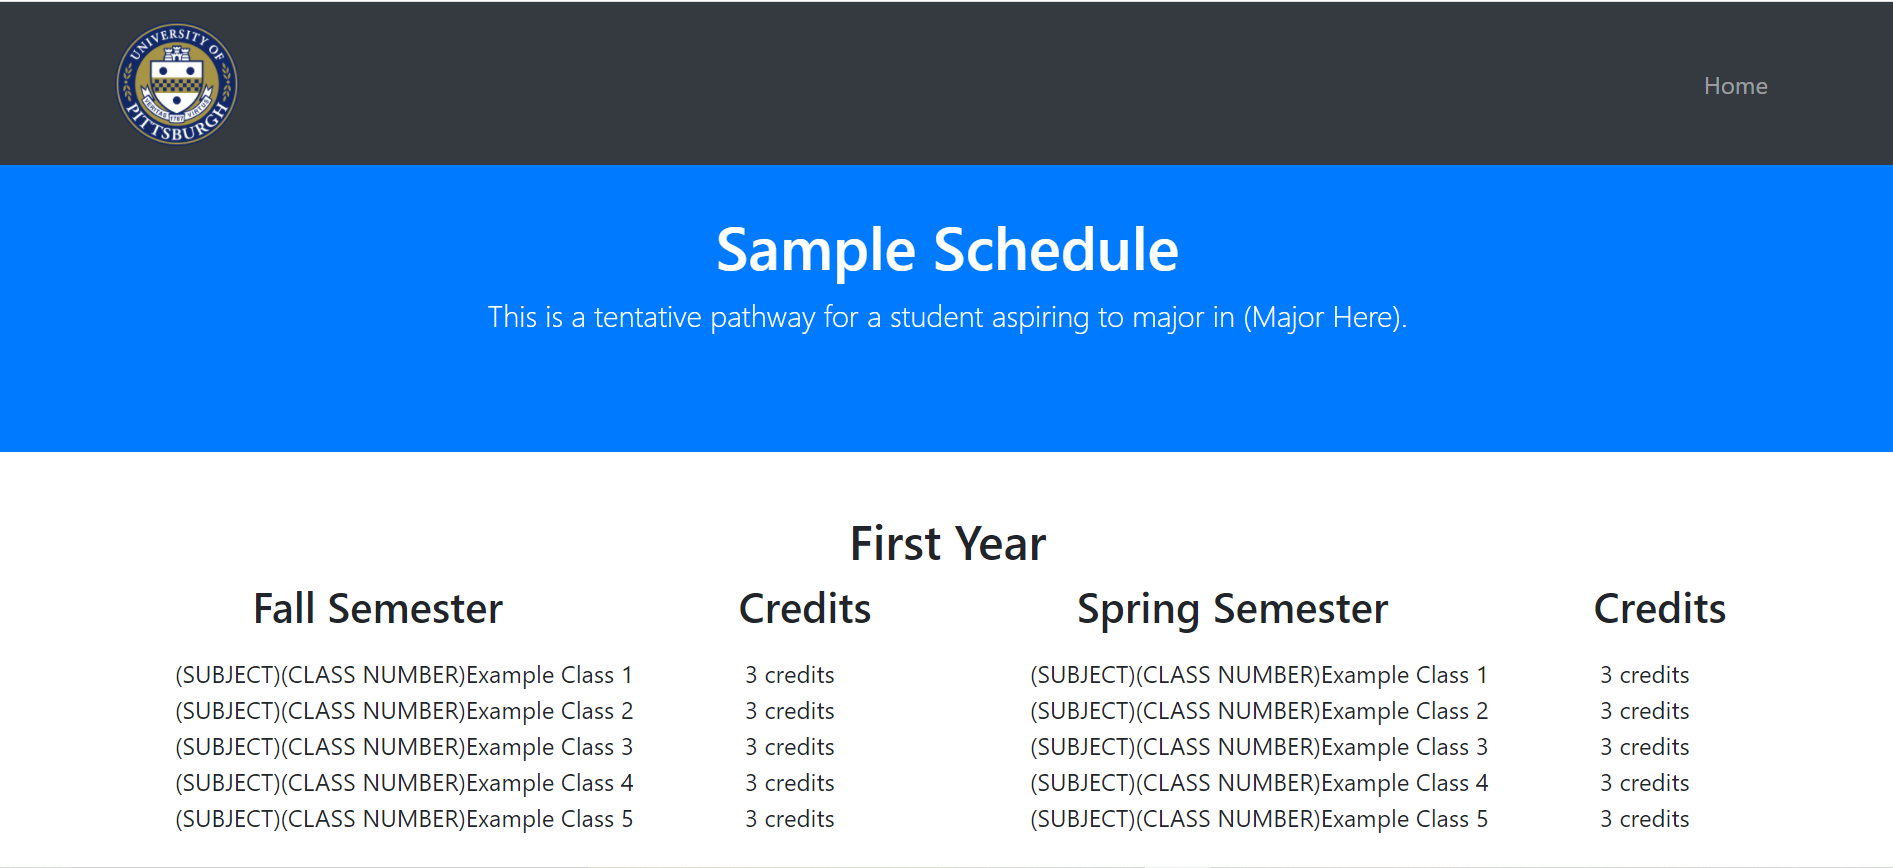 UNIVERSITY OF
PITTSBURGH
VERITAS 1787 VIRTUS
Home
Sample Schedule
This is a tentative pathway for a student aspiring to major in (Major Here).
First Year
Fall Semester Credits Spring Semester Credits
(SUBJECT)(CLASS NUMBER)Example Class 1 3 credits (SUBJECT)(CLASS NUMBER)Example Class 1 3 credits
(SUBJECT)(CLASS NUMBER)Example Class 2 3 credits (SUBJECT)(CLASS NUMBER)Example Class 2 3 credits
(SUBJECT)(CLASS NUMBER)Example Class 3 3 credits (SUBJECT)(CLASS NUMBER)Example Class 3 3 credits
(SUBJECT)(CLASS NUMBER)Example Class 4 3 credits (SUBJECT)(CLASS NUMBER)Example Class 4 3 credits
(SUBJECT)(CLASS NUMBER)Example Class 5 3 credits (SUBJECT)(CLASS NUMBER)Example Class 5 3 credits